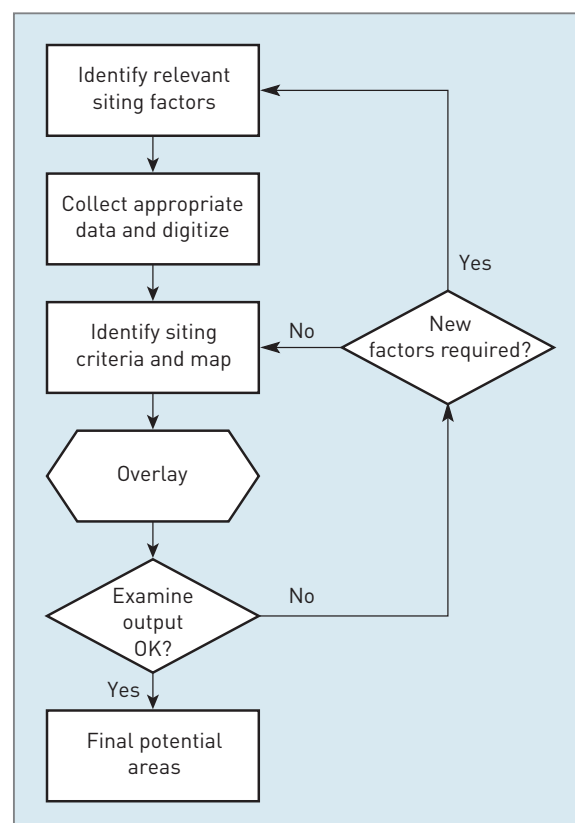 Identify relevant
siting factors
Collect appropriate
data and digitize
Yes
Identify siting
criteria and map
No
New
factors required?
Overlay
Examine
output
OK?
No
Yes
Final potential
areas